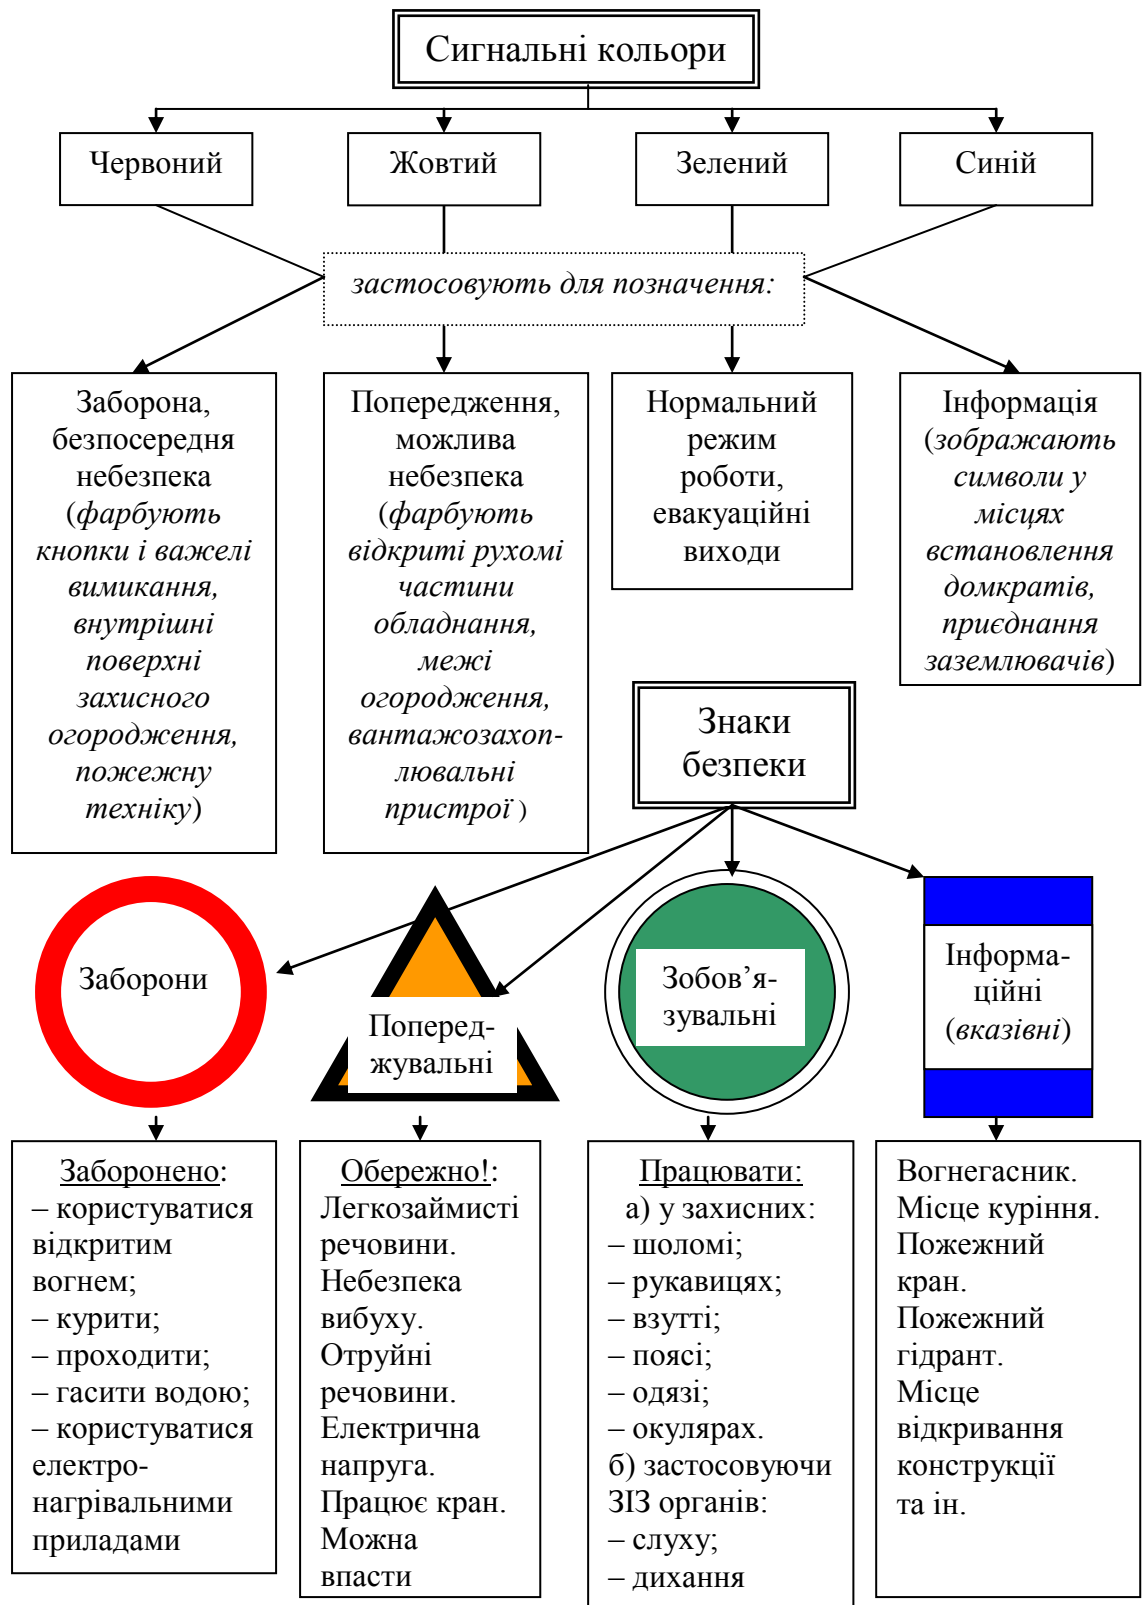 Сигнальні кольори
Червоний
Жовтий
Зелений
Синій
застосовують для позначення:
Заборона,
безпосередня
небезпека
(фарбують
кнопки і важелі
вимикання,
внутрішні
поверхні
захисного
огородження,
пожежну
техніку)
Попередження,
можлива
небезпека
(фарбують
відкриті рухомі
частини
обладнання,
межі
огородження,
вантажозахоп-
лювальні
пристрої )
Нормальний
режим
роботи,
евакуаційні
виходи
Інформація
(зображають
символи у
місцях
встановлення
домкратів,
приєднання
заземлювачів)
Знаки
безпеки
Заборони
Поперед-
жувальні
Зобов’я-
зувальні
Інформа-
ційні
(вказівні)
Заборонено:
– користуватися
відкритим
вогнем;
– курити;
– проходити;
– гасити водою;
– користуватися
електро-
нагрівальними
приладами
Обережно!:
Легкозаймисті
речовини.
Небезпека
вибуху.
Отруйні
речовини.
Електрична
напруга.
Працює кран.
Можна
впасти
Працювати:
а) у захисних:
– шоломі;
– рукавицях;
– взутті;
– поясі;
– одязі;
– окулярах.
б) застосовуючи
ЗІЗ органів:
– слуху;
– дихання
Вогнегасник.
Місце куріння.
Пожежний
кран.
Пожежний
гідрант.
Місце
відкривання
конструкції
та ін.